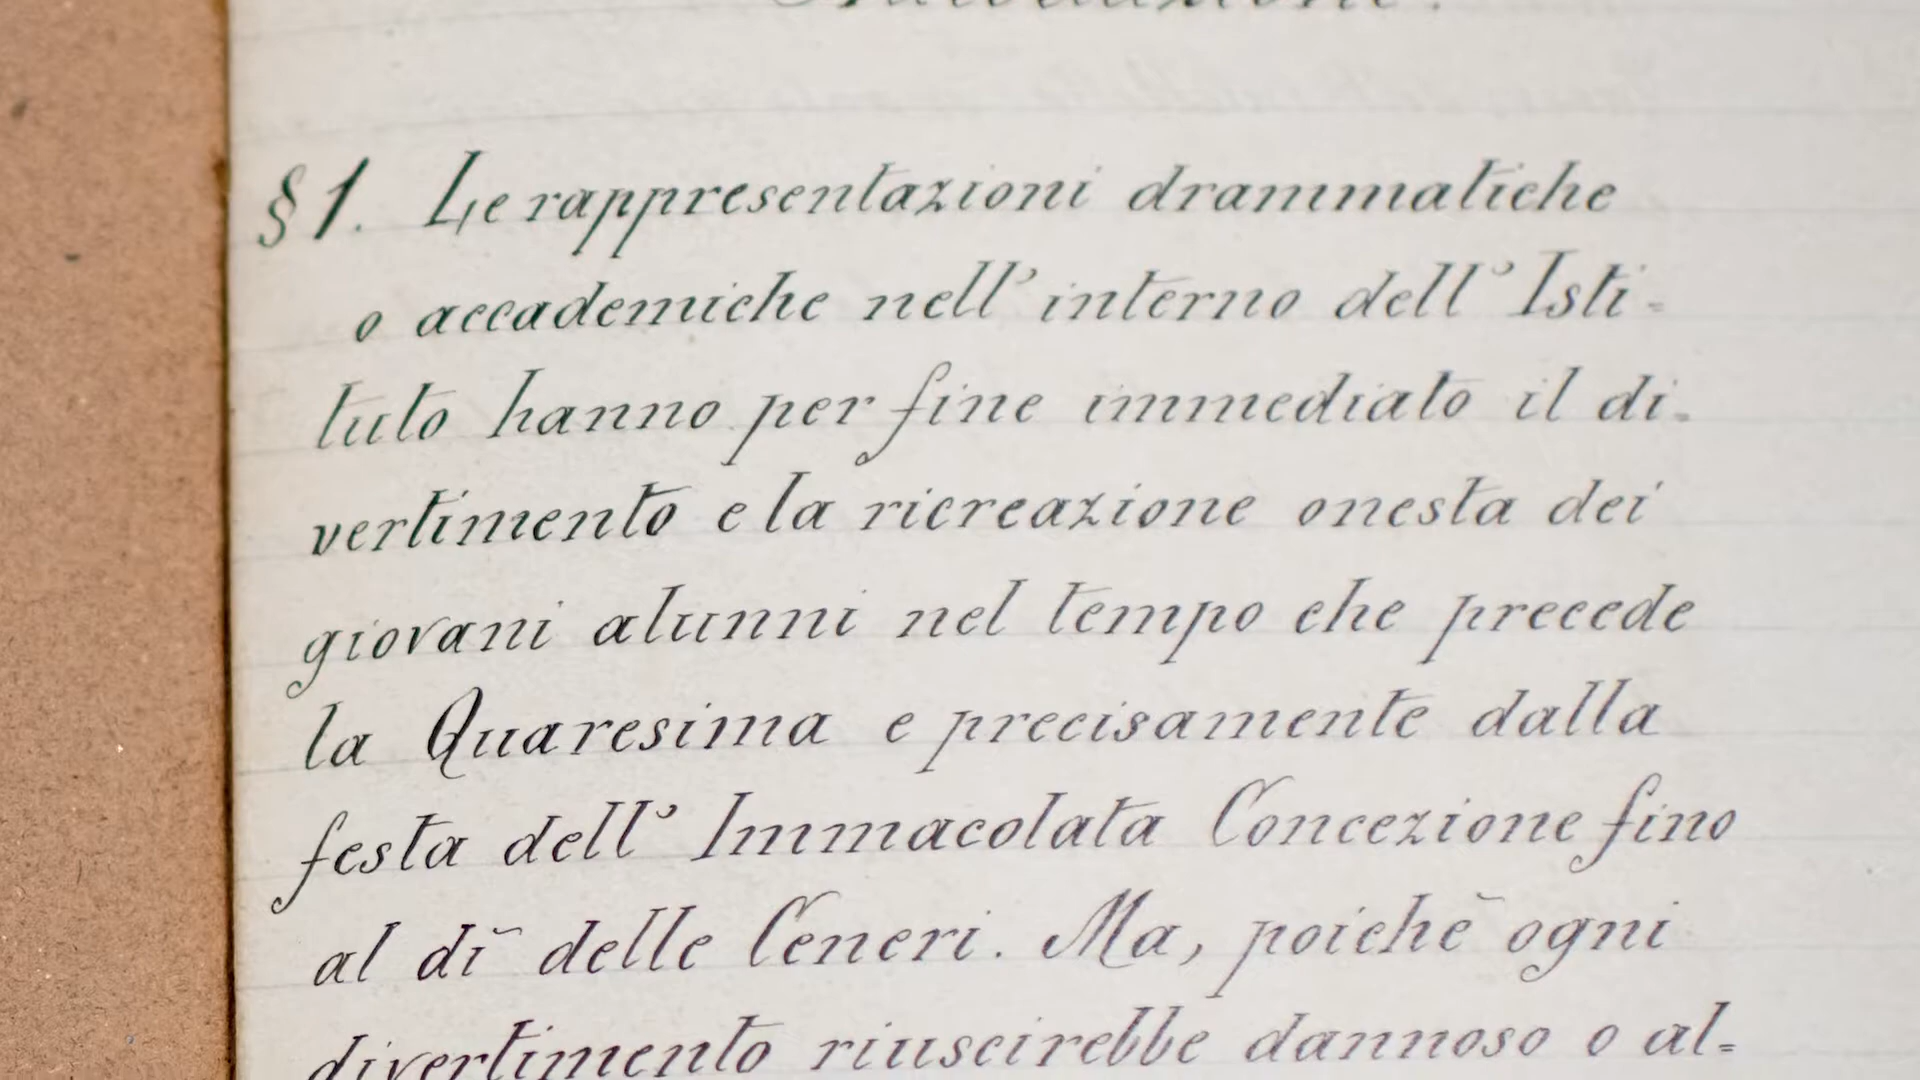 § 1. Le rappresentazioni drammatiche
o accademiche nell' interno dell' Isti-
tuto hanno per fine immediato il di-
vertimento e la ricreazione onesta dei
giovani alunni nel tempo che precede
la Quaresima e precisamente dalla
festa dell' Immacolata Concezione fino
al dì delle Ceneri. Ma, poichè ogni
divertimento riuscirebbe dannoso o al=